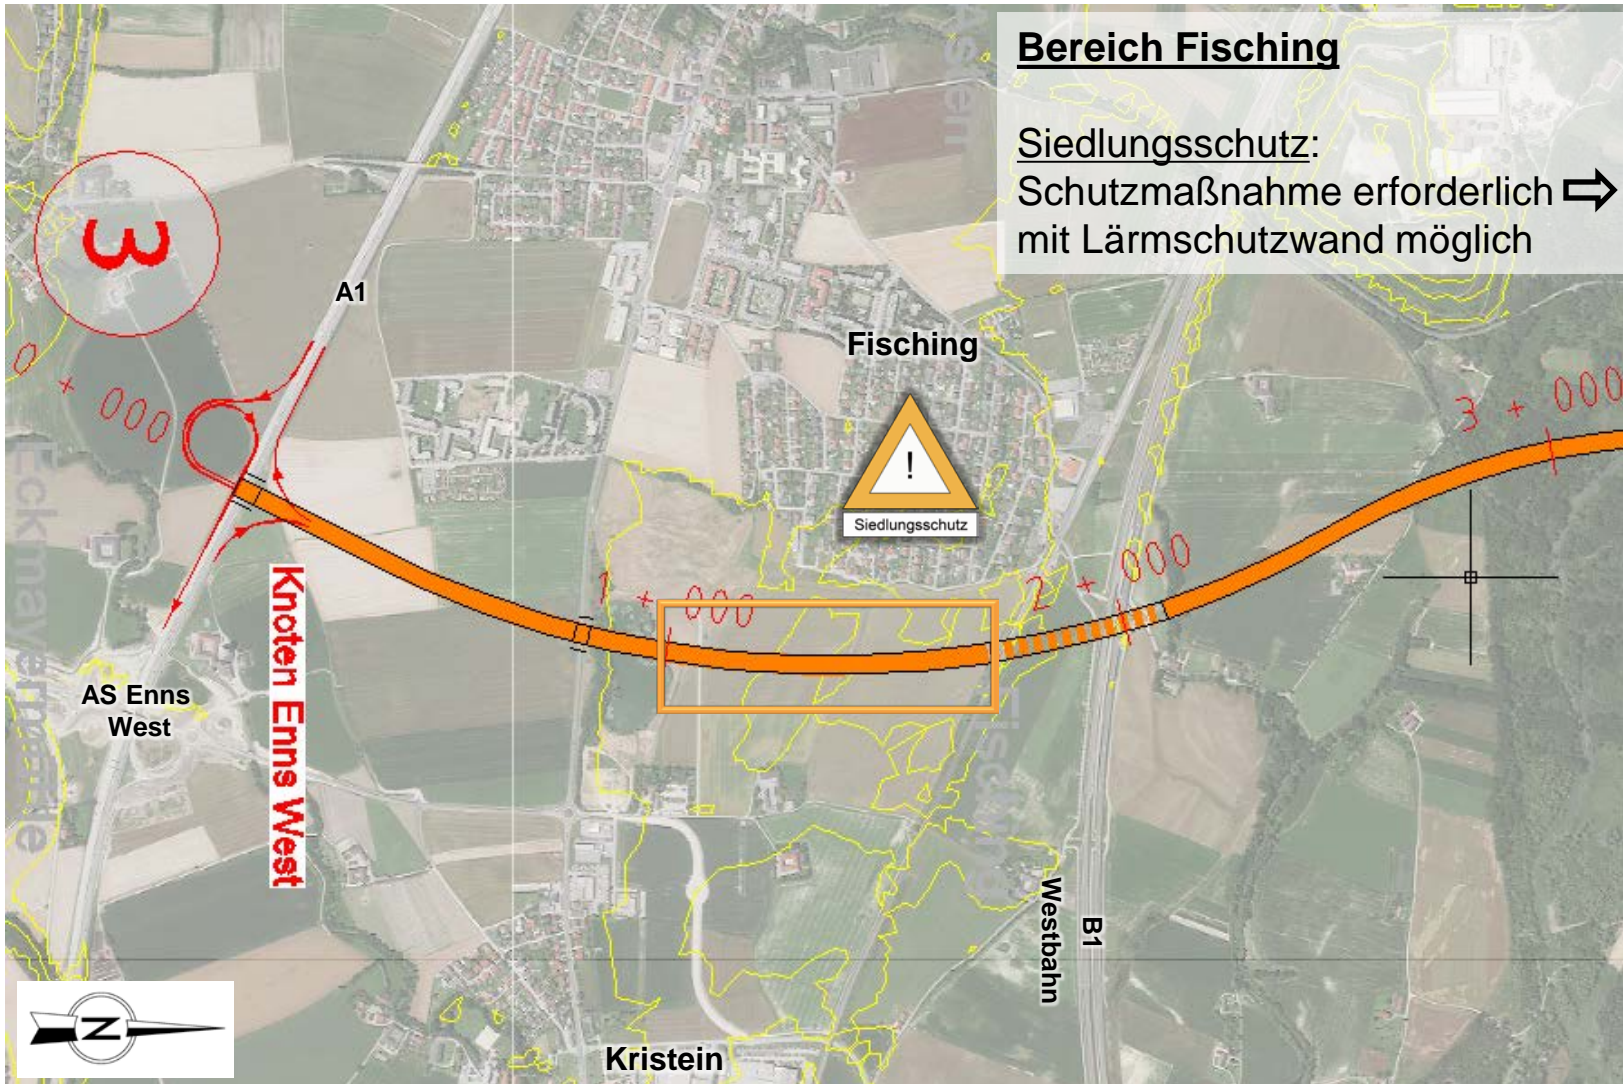 Bereich Fisching
Siedlungsschutz:
Schutzmaßnahme erforderlich
mit Lärmschutzwand möglich
Asten
3
A1
Fisching
0 + 000
3 + 000
!
Siedlungsschutz
Knoten Enns West
1 + 000
2 + 000
AS Enns
West
Westbahn
B1
Kristein
Z